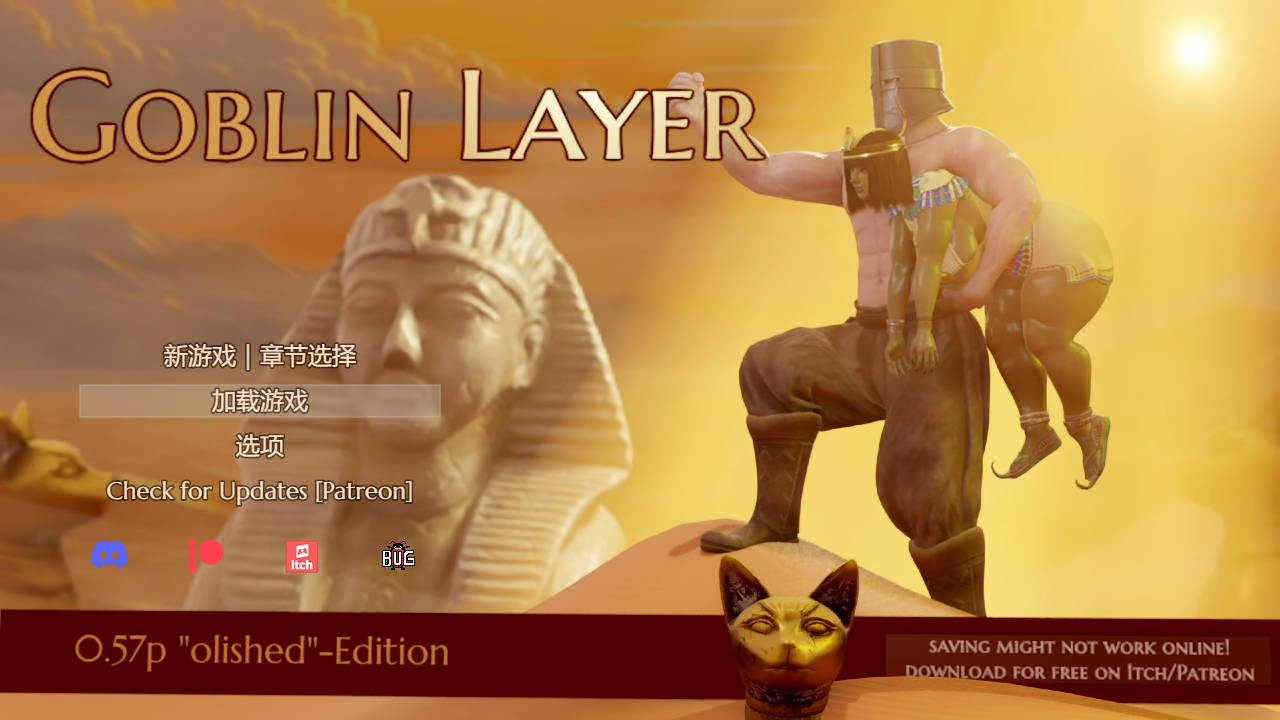 Goblin Layer
新游戏 | 章节选择
加载游戏
选项
Check for Updates [Patreon]
itch
BUG
0.57p "olished"-Edition
SAVING MIGHT NOT WORK ONLINE!
DOWNLOAD FOR FREE ON ITCH/PATREON